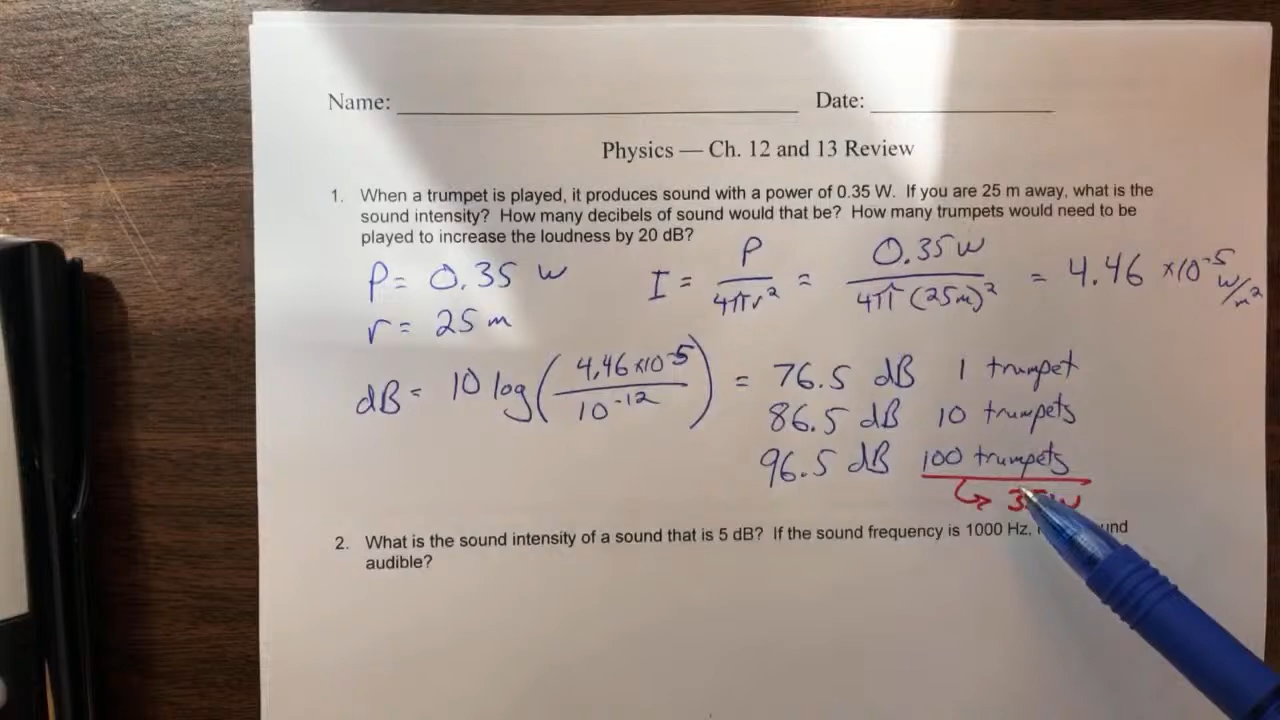 Name: ____________ Date: ____________
Physics — Ch. 12 and 13 Review
1. When a trumpet is played, it produces sound with a power of 0.35 W. If you are 25 m away, what is the
sound intensity? How many decibels of sound would that be? How many trumpets would need to be
played to increase the loudness by 20 dB?
P = 0.35 W
r = 25 m
I = P / 4πr² = 0.35 W / 4π (25m)² = 4.46 ×10⁻⁵ W/m²
dB = 10 log ( 4.46 ×10⁻⁵ / 10⁻¹² ) = 76.5 dB 1 trumpet
86.5 dB 10 trumpets
96.5 dB 100 trumpets
2. What is the sound intensity of a sound that is 5 dB? If the sound frequency is 1000 Hz,
audible?